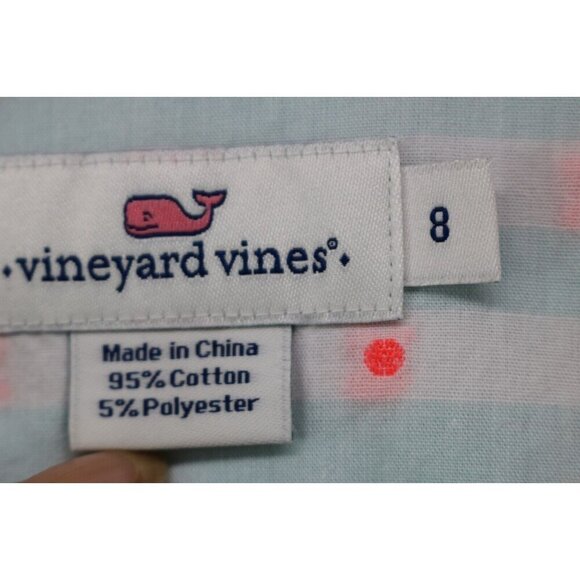 vineyard vines®
8
Made in China
95% Cotton
5% Polyester